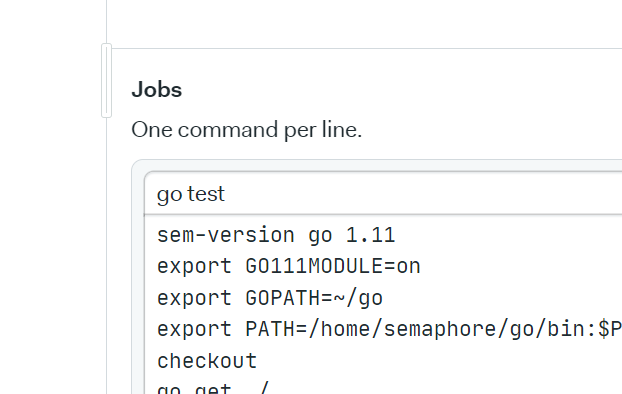 Jobs
One command per line.
go test
sem-version go 1.11
export GO111MODULE=on
export GOPATH=~/go
export PATH=/home/semaphore/go/bin:$P
checkout
go get ./